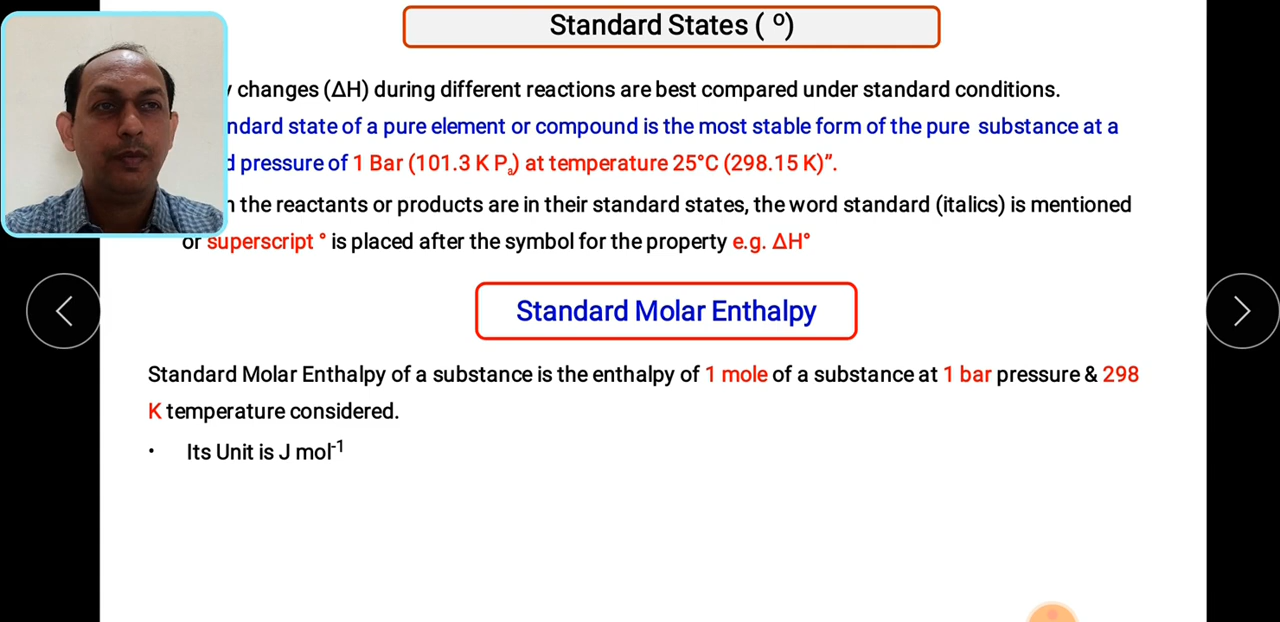 Standard States ( º)
changes (ΔH) during different reactions are best compared under standard conditions.
ndard state of a pure element or compound is the most stable form of the pure substance at a
d pressure of 1 Bar (101.3 K Pa) at temperature 25°C (298.15 K)”.
n the reactants or products are in their standard states, the word standard (italics) is mentioned
or superscript ° is placed after the symbol for the property e.g. ΔH°
Standard Molar Enthalpy
Standard Molar Enthalpy of a substance is the enthalpy of 1 mole of a substance at 1 bar pressure & 298
K temperature considered.
• Its Unit is J mol⁻¹